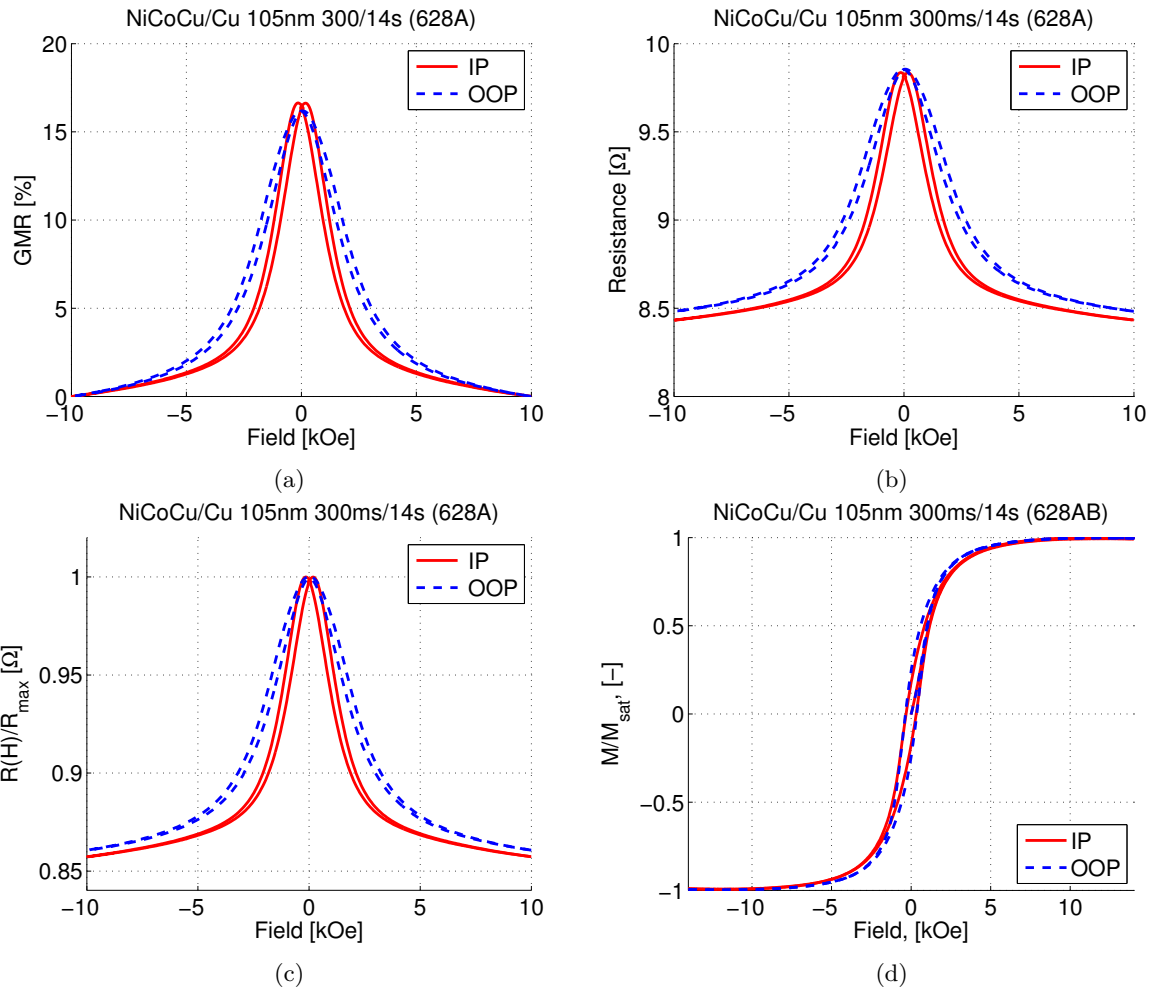 NiCoCu/Cu 105nm 300/14s (628A)
GMR [%]
20
15
10
5
0
−10
−5
0
5
10
Field [kOe]
IP
OOP
(a)
NiCoCu/Cu 105nm 300ms/14s (628A)
Resistance [Ω]
10
9.5
9
8.5
8
−10
−5
0
5
10
Field [kOe]
IP
OOP
(b)
NiCoCu/Cu 105nm 300ms/14s (628A)
R(H)/R_max [Ω]
1
0.95
0.9
0.85
−10
−5
0
5
10
Field [kOe]
IP
OOP
(c)
NiCoCu/Cu 105nm 300ms/14s (628AB)
M/M_sat, [−]
1
0.5
0
−0.5
−1
−10
−5
0
5
10
Field, [kOe]
IP
OOP
(d)